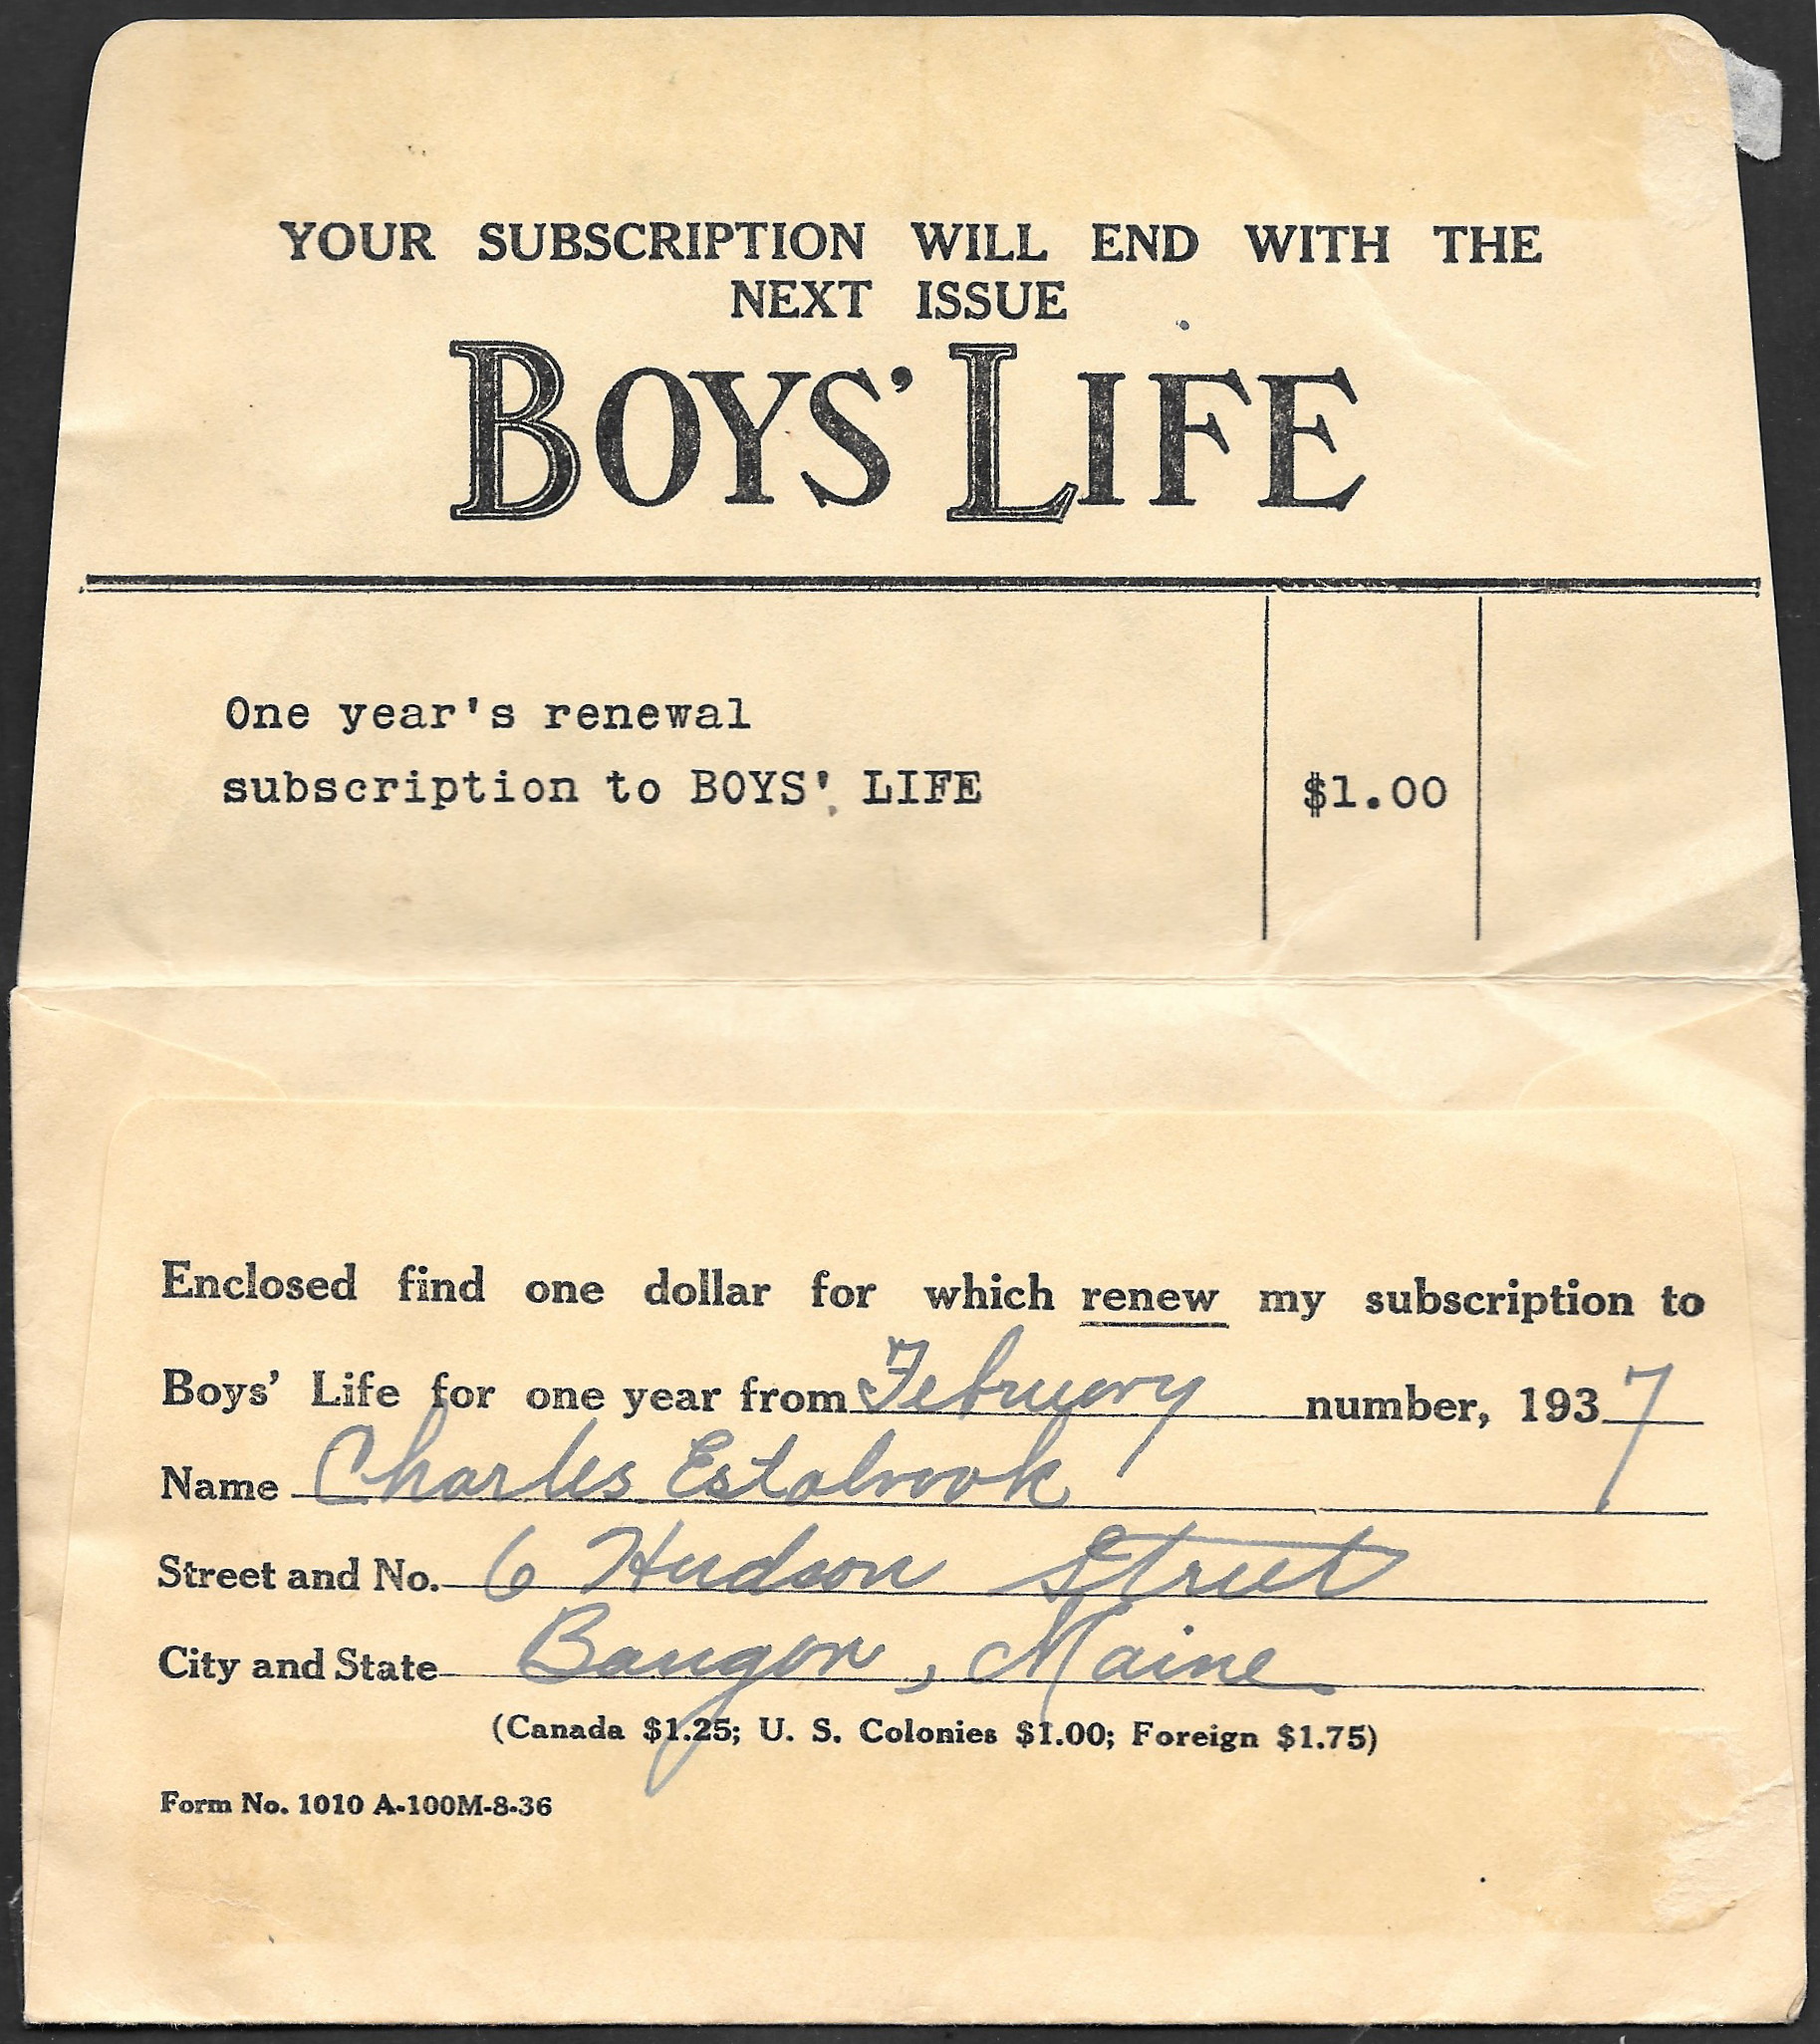 YOUR SUBSCRIPTION WILL END WITH THE
NEXT ISSUE
BOYS' LIFE
One year's renewal
subscription to BOYS' LIFE $1.00
Enclosed find one dollar for which renew my subscription to
Boys' Life for one year from February number, 1937
Name Charles Estabrook
Street and No. 6 Hudson Street
City and State Bangor, Maine
(Canada $1.25; U. S. Colonies $1.00; Foreign $1.75)
Form No. 1010 A-100M-8-36